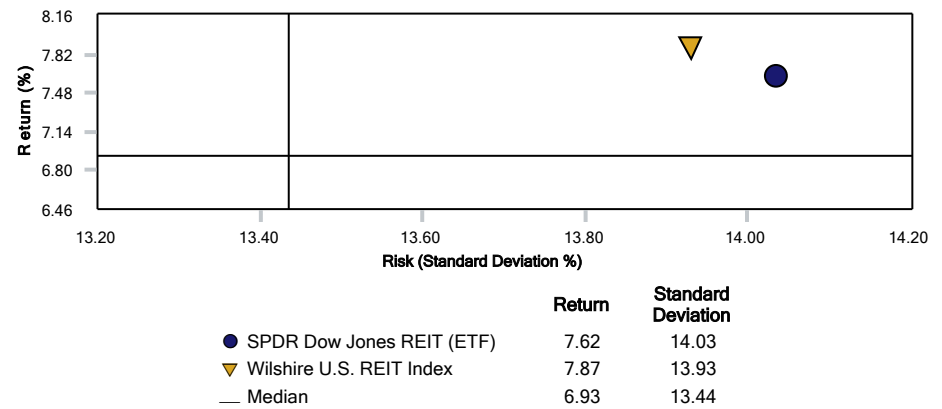 8.16
7.82
7.48
7.14
6.80
6.46
Return (%)
13.20 13.40 13.60 13.80 14.00 14.20
Risk (Standard Deviation %)
Return Standard Deviation
SPDR Dow Jones REIT (ETF) 7.62 14.03
Wilshire U.S. REIT Index 7.87 13.93
Median 6.93 13.44